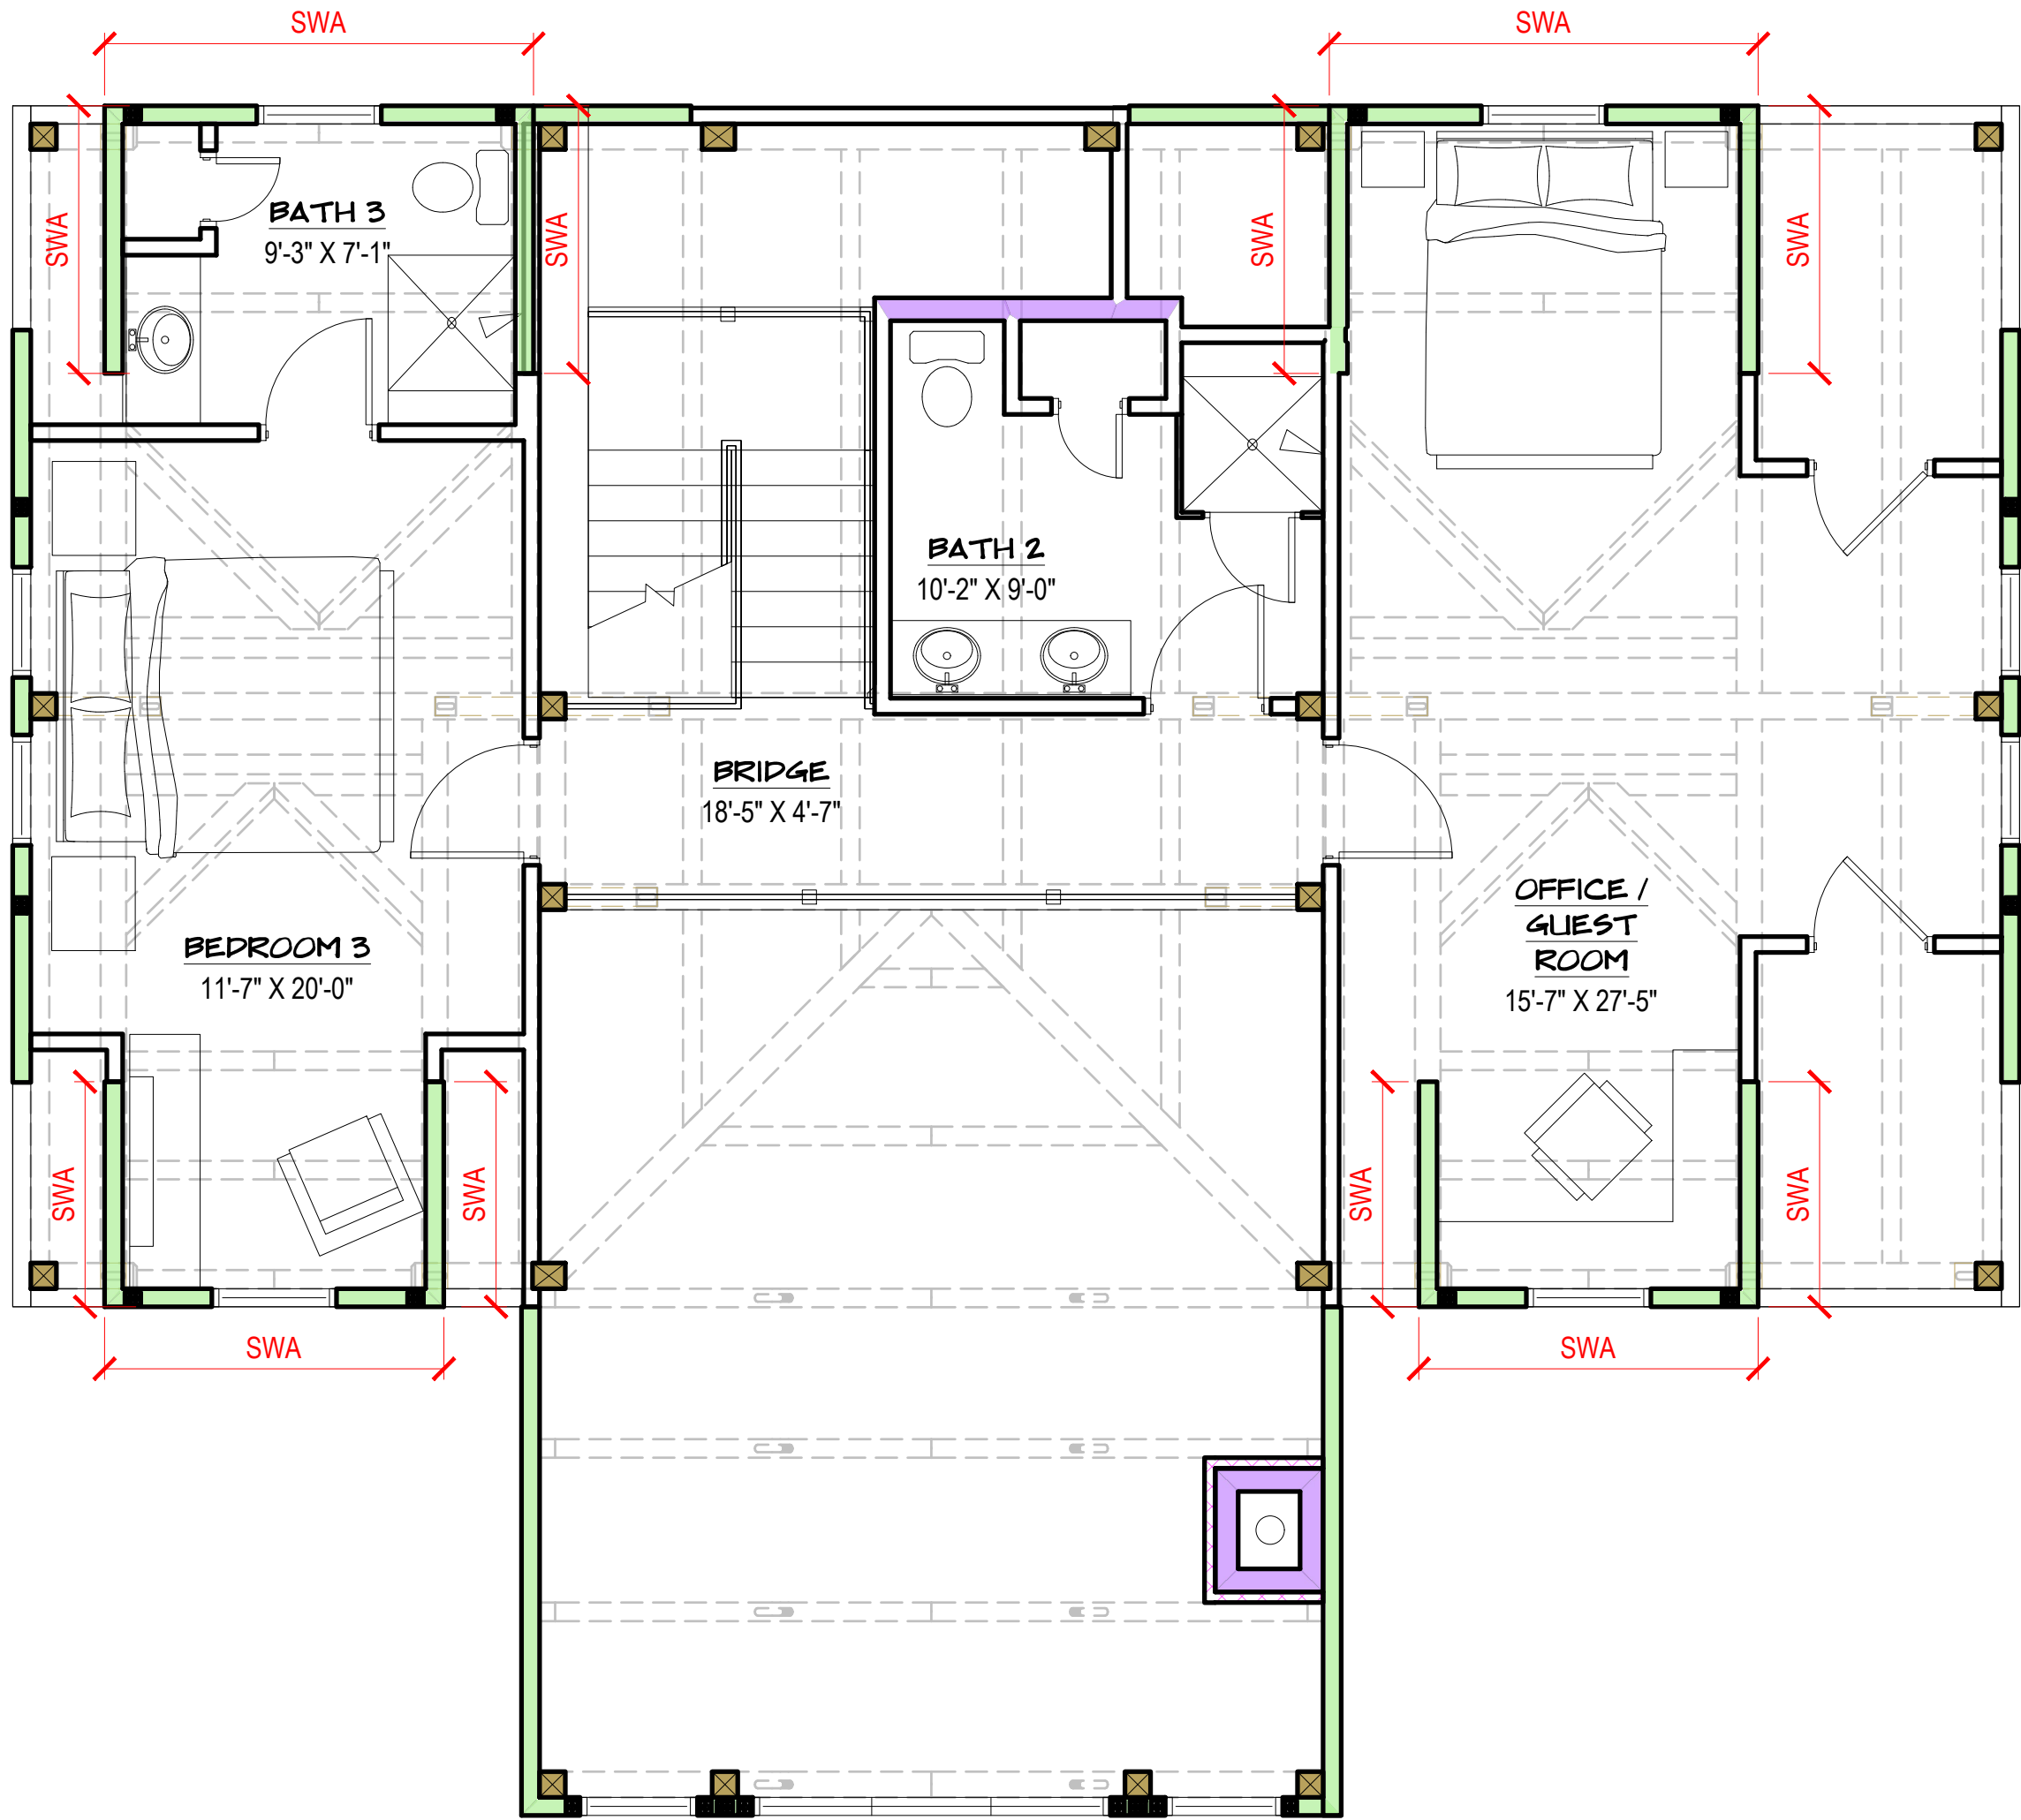 SWA
SWA
SWA
SWA
SWA
SWA
BATH 3
9'-3" X 7'-1"
BATH 2
10'-2" X 9'-0"
BRIDGE
18'-5" X 4'-7"
BEDROOM 3
11'-7" X 20'-0"
OFFICE /
GUEST
ROOM
15'-7" X 27'-5"
SWA
SWA
SWA
SWA
SWA
SWA